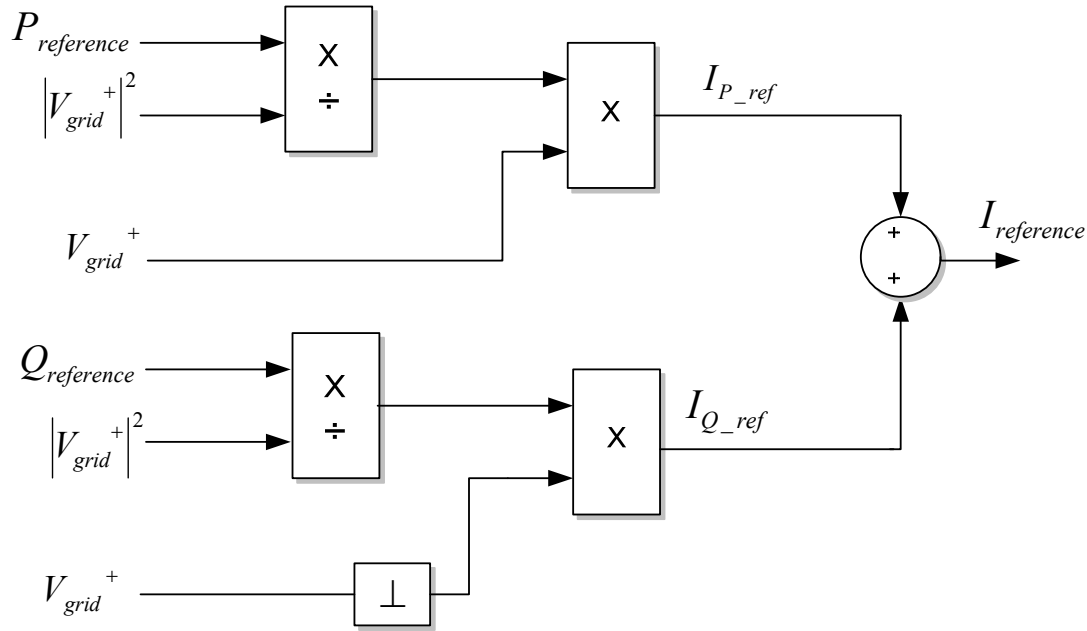 P_reference
|V_grid^+|^2
V_grid^+
X
÷
X
I_P_ref
+
+
I_reference
Q_reference
|V_grid^+|^2
V_grid^+
X
÷
X
I_Q_ref
⊥